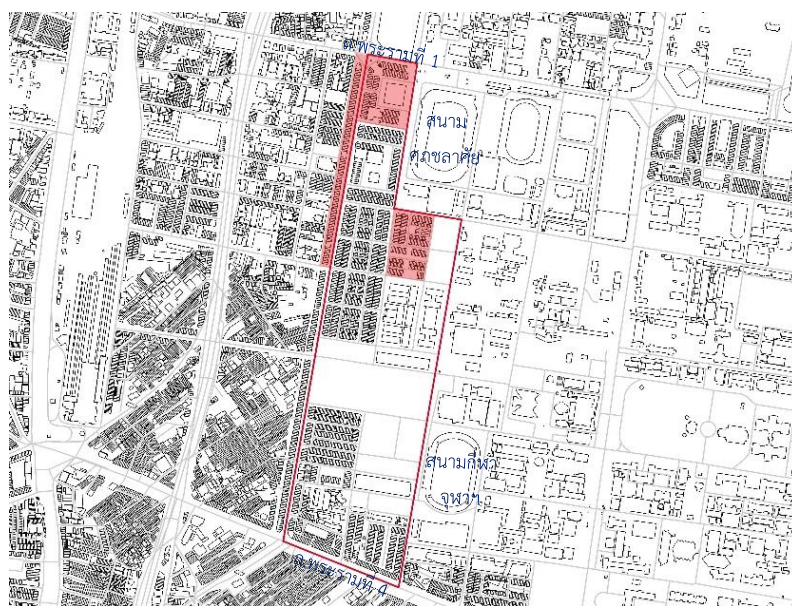 ถ.พระรามที่ 1
สนาม
ศุภชลาศัย
สนามกีฬา
จุฬาฯ
ถ.พระรามที่ 4